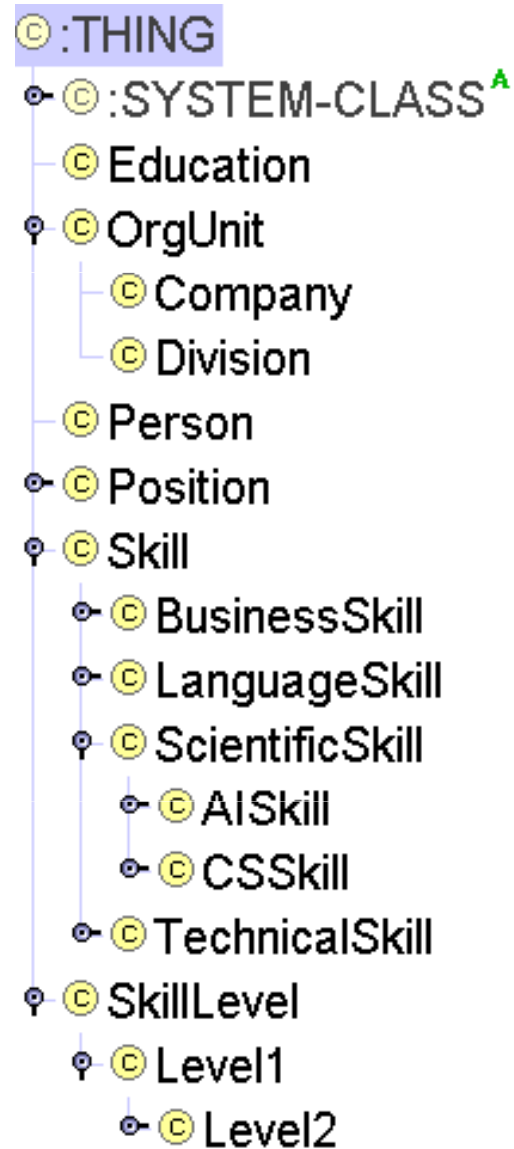 © :THING
© :SYSTEM-CLASS A
© Education
© OrgUnit
© Company
© Division
© Person
© Position
© Skill
© BusinessSkill
© LanguageSkill
© ScientificSkill
© AISkill
© CSSkill
© TechnicalSkill
© SkillLevel
© Level1
© Level2